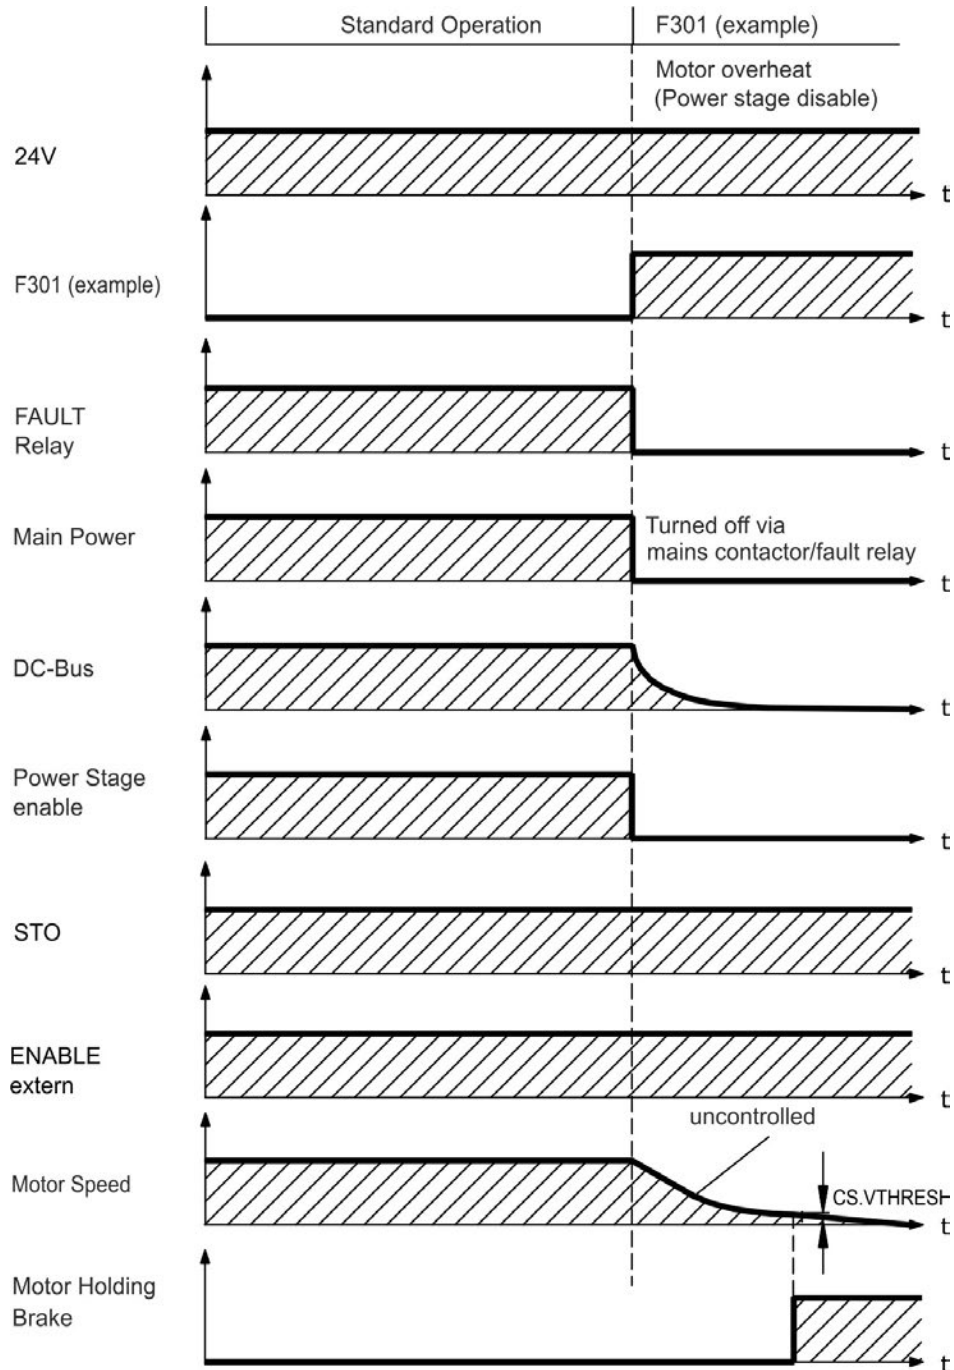 Standard Operation
F301 (example)
Motor overheat
(Power stage disable)
24V
t
F301 (example)
t
FAULT
Relay
t
Main Power
Turned off via
mains contactor/fault relay
t
DC-Bus
t
Power Stage
enable
t
STO
t
ENABLE
extern
t
uncontrolled
Motor Speed
CS.VTHRESH
t
Motor Holding
Brake
t